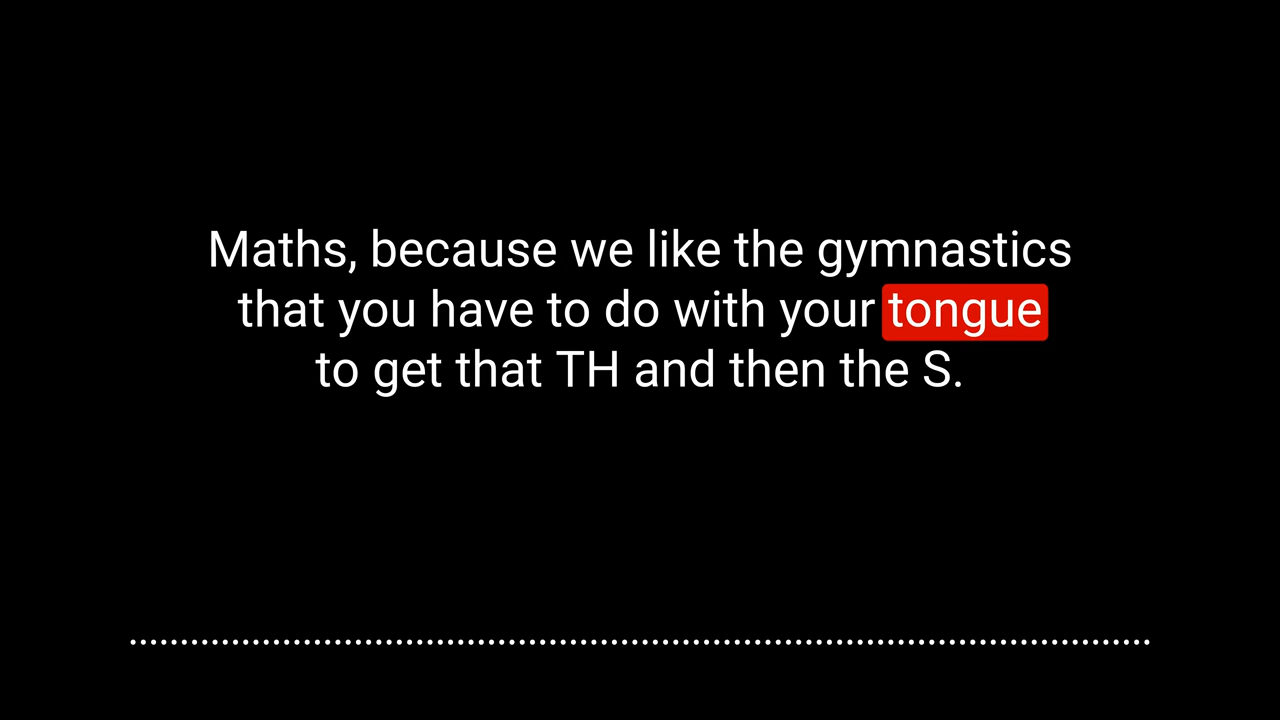 Maths, because we like the gymnastics
that you have to do with your tongue
to get that TH and then the S.